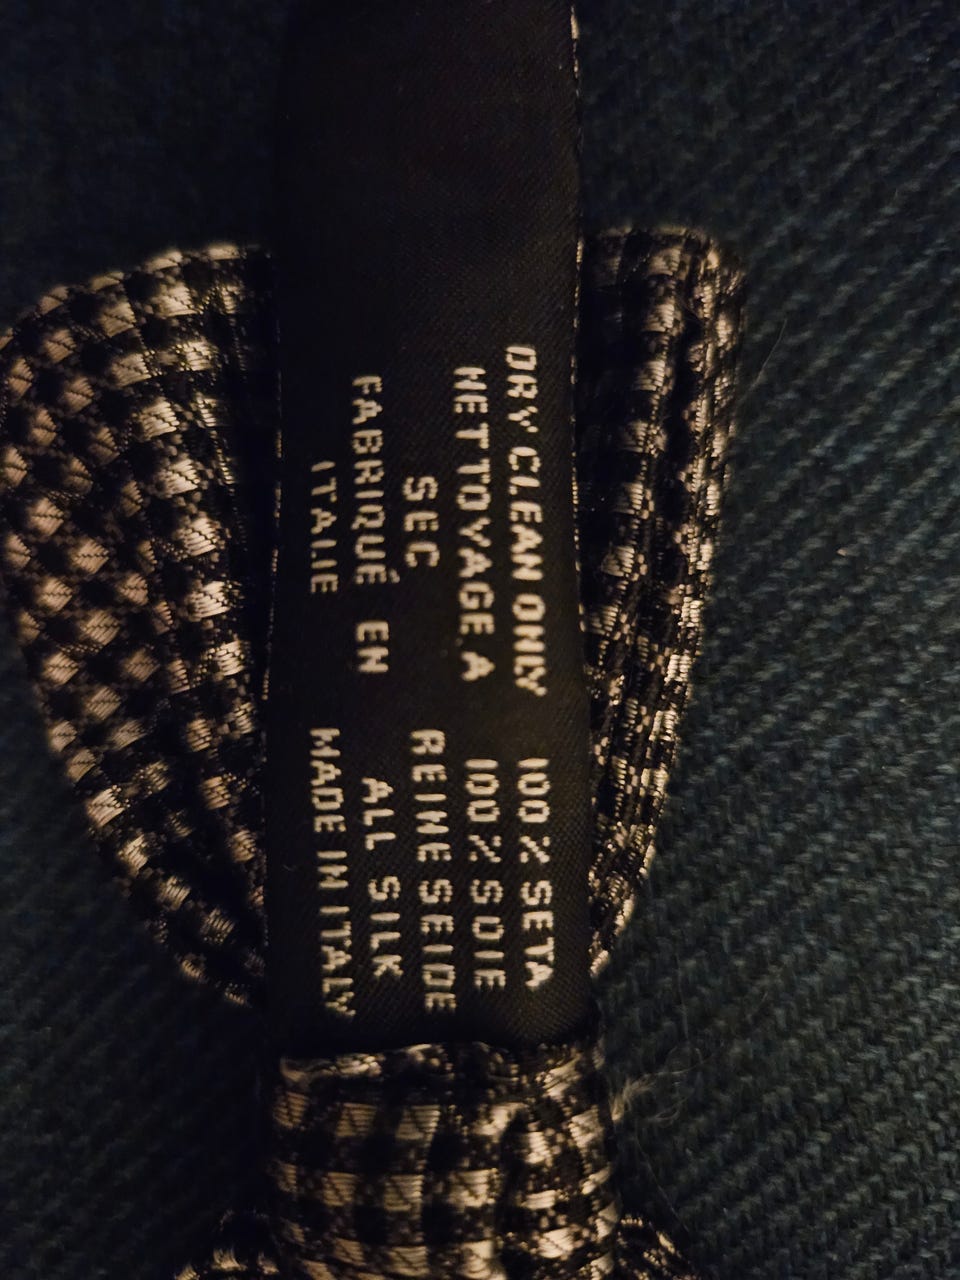 DRY CLEAN ONLY
NETTOYAGE A
SEC
FABRIQUÉ EN
ITALIE
100% SETA
100% SOIE
REINE SEIDE
ALL SILK
MADE IN ITALY